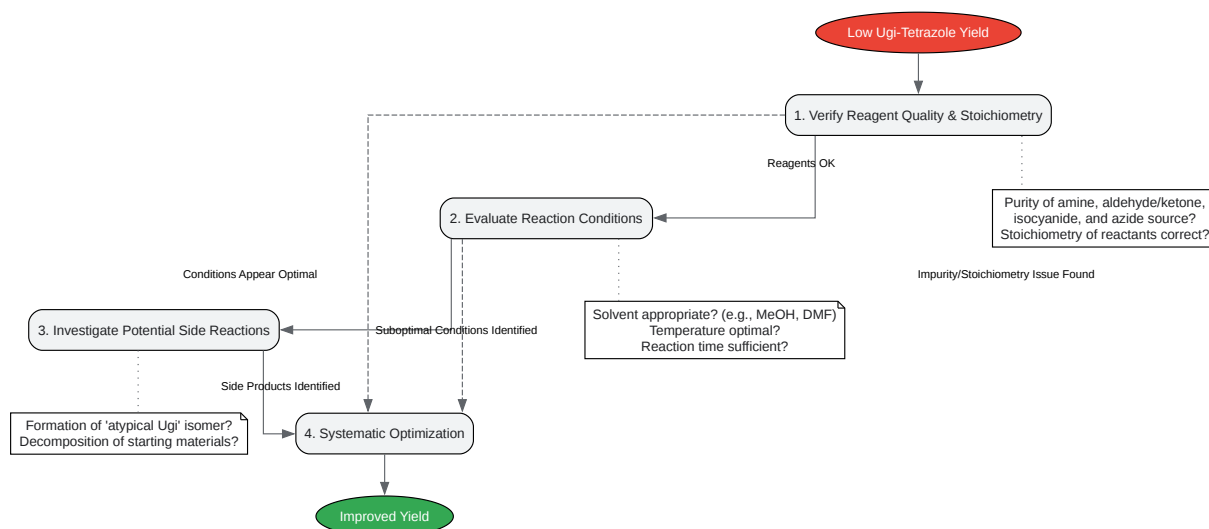 Low Ugi-Tetrazole Yield
1. Verify Reagent Quality & Stoichiometry
Reagents OK
Purity of amine, aldehyde/ketone,
isocyanide, and azide source?
Stoichiometry of reactants correct?
2. Evaluate Reaction Conditions
Conditions Appear Optimal
Impurity/Stoichiometry Issue Found
Solvent appropriate? (e.g., MeOH, DMF)
Temperature optimal?
Reaction time sufficient?
3. Investigate Potential Side Reactions
Suboptimal Conditions Identified
Side Products Identified
Formation of 'atypical Ugi' isomer?
Decomposition of starting materials?
4. Systematic Optimization
Improved Yield